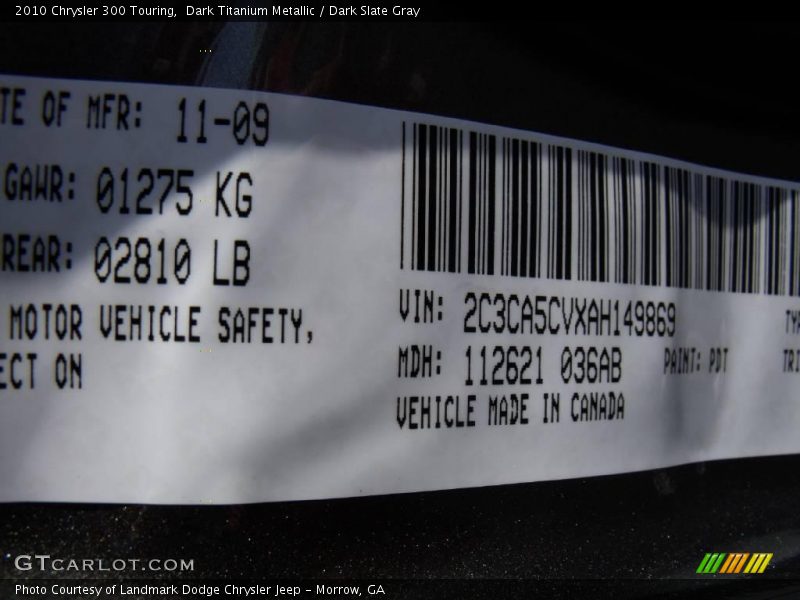 2010 Chrysler 300 Touring,  Dark Titanium Metallic / Dark Slate Gray
TE OF MFR: 11-09
GAWR: 01275 KG
REAR: 02810 LB
MOTOR VEHICLE SAFETY,
ECT ON
VIN: 2C3CA5CVXAH149869
MDH: 112621 036AB PAINT: PDT
VEHICLE MADE IN CANADA
TY
TRI
GTCARLOT.COM
Photo Courtesy of Landmark Dodge Chrysler Jeep - Morrow, GA